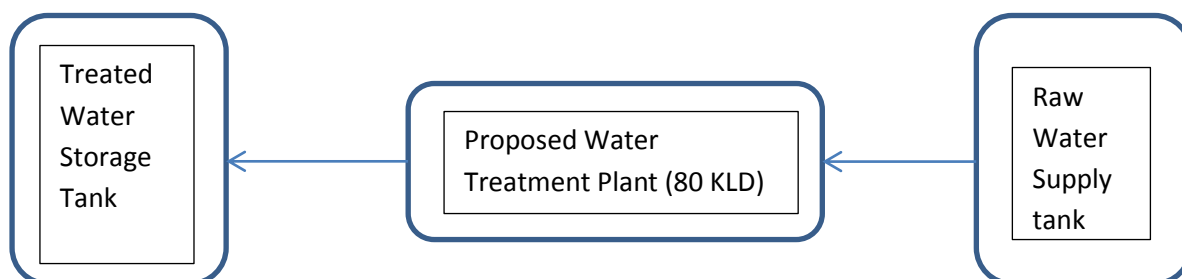 Treated
Water
Storage
Tank
Proposed Water
Treatment Plant (80 KLD)
Raw
Water
Supply
tank